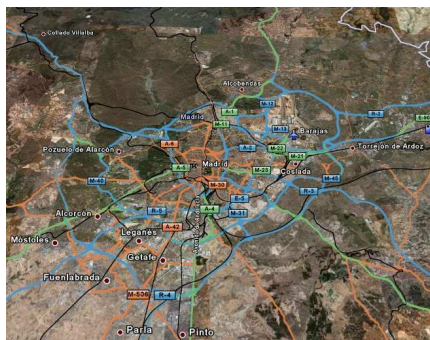 Collado Villalba
Alcobendas
A-1
M-12
R-2
Madrid
M-11
M-13
Barajas
A-6
A-2
M-22
M-21
Pozuelo de Alarcón
Torrejón de Ardoz
A-5
Madrid
M-23
Coslada
M-40
M-30
R-3
M-45
E-5
Alcorcón
R-5
A-4
M-31
Móstoles
Leganés
A-42
Getafe
Fuenlabrada
M-506
R-4
Parla
Pinto